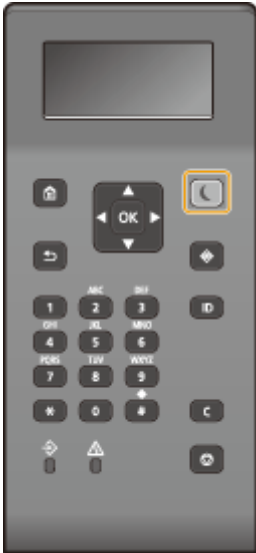 OK
ABC DEF
1 2 3 ID
GHI JKL MNO
4 5 6
PQRS TUV WXYZ
7 8 9
* 0 # C